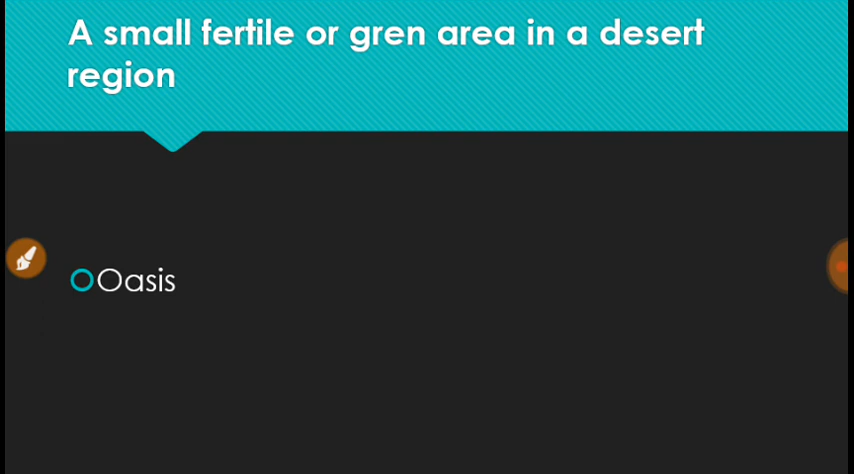 A small fertile or gren area in a desert
region
Oasis